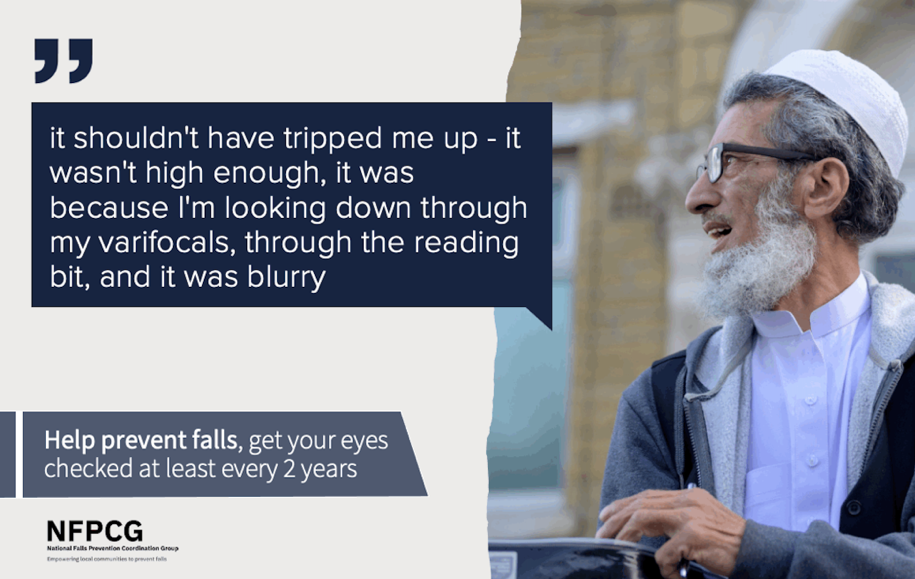 ”
it shouldn't have tripped me up - it
wasn't high enough, it was
because I'm looking down through
my varifocals, through the reading
bit, and it was blurry
Help prevent falls, get your eyes
checked at least every 2 years
NFPCG
National Falls Prevention Coordination Group
Empowering local communities to prevent falls